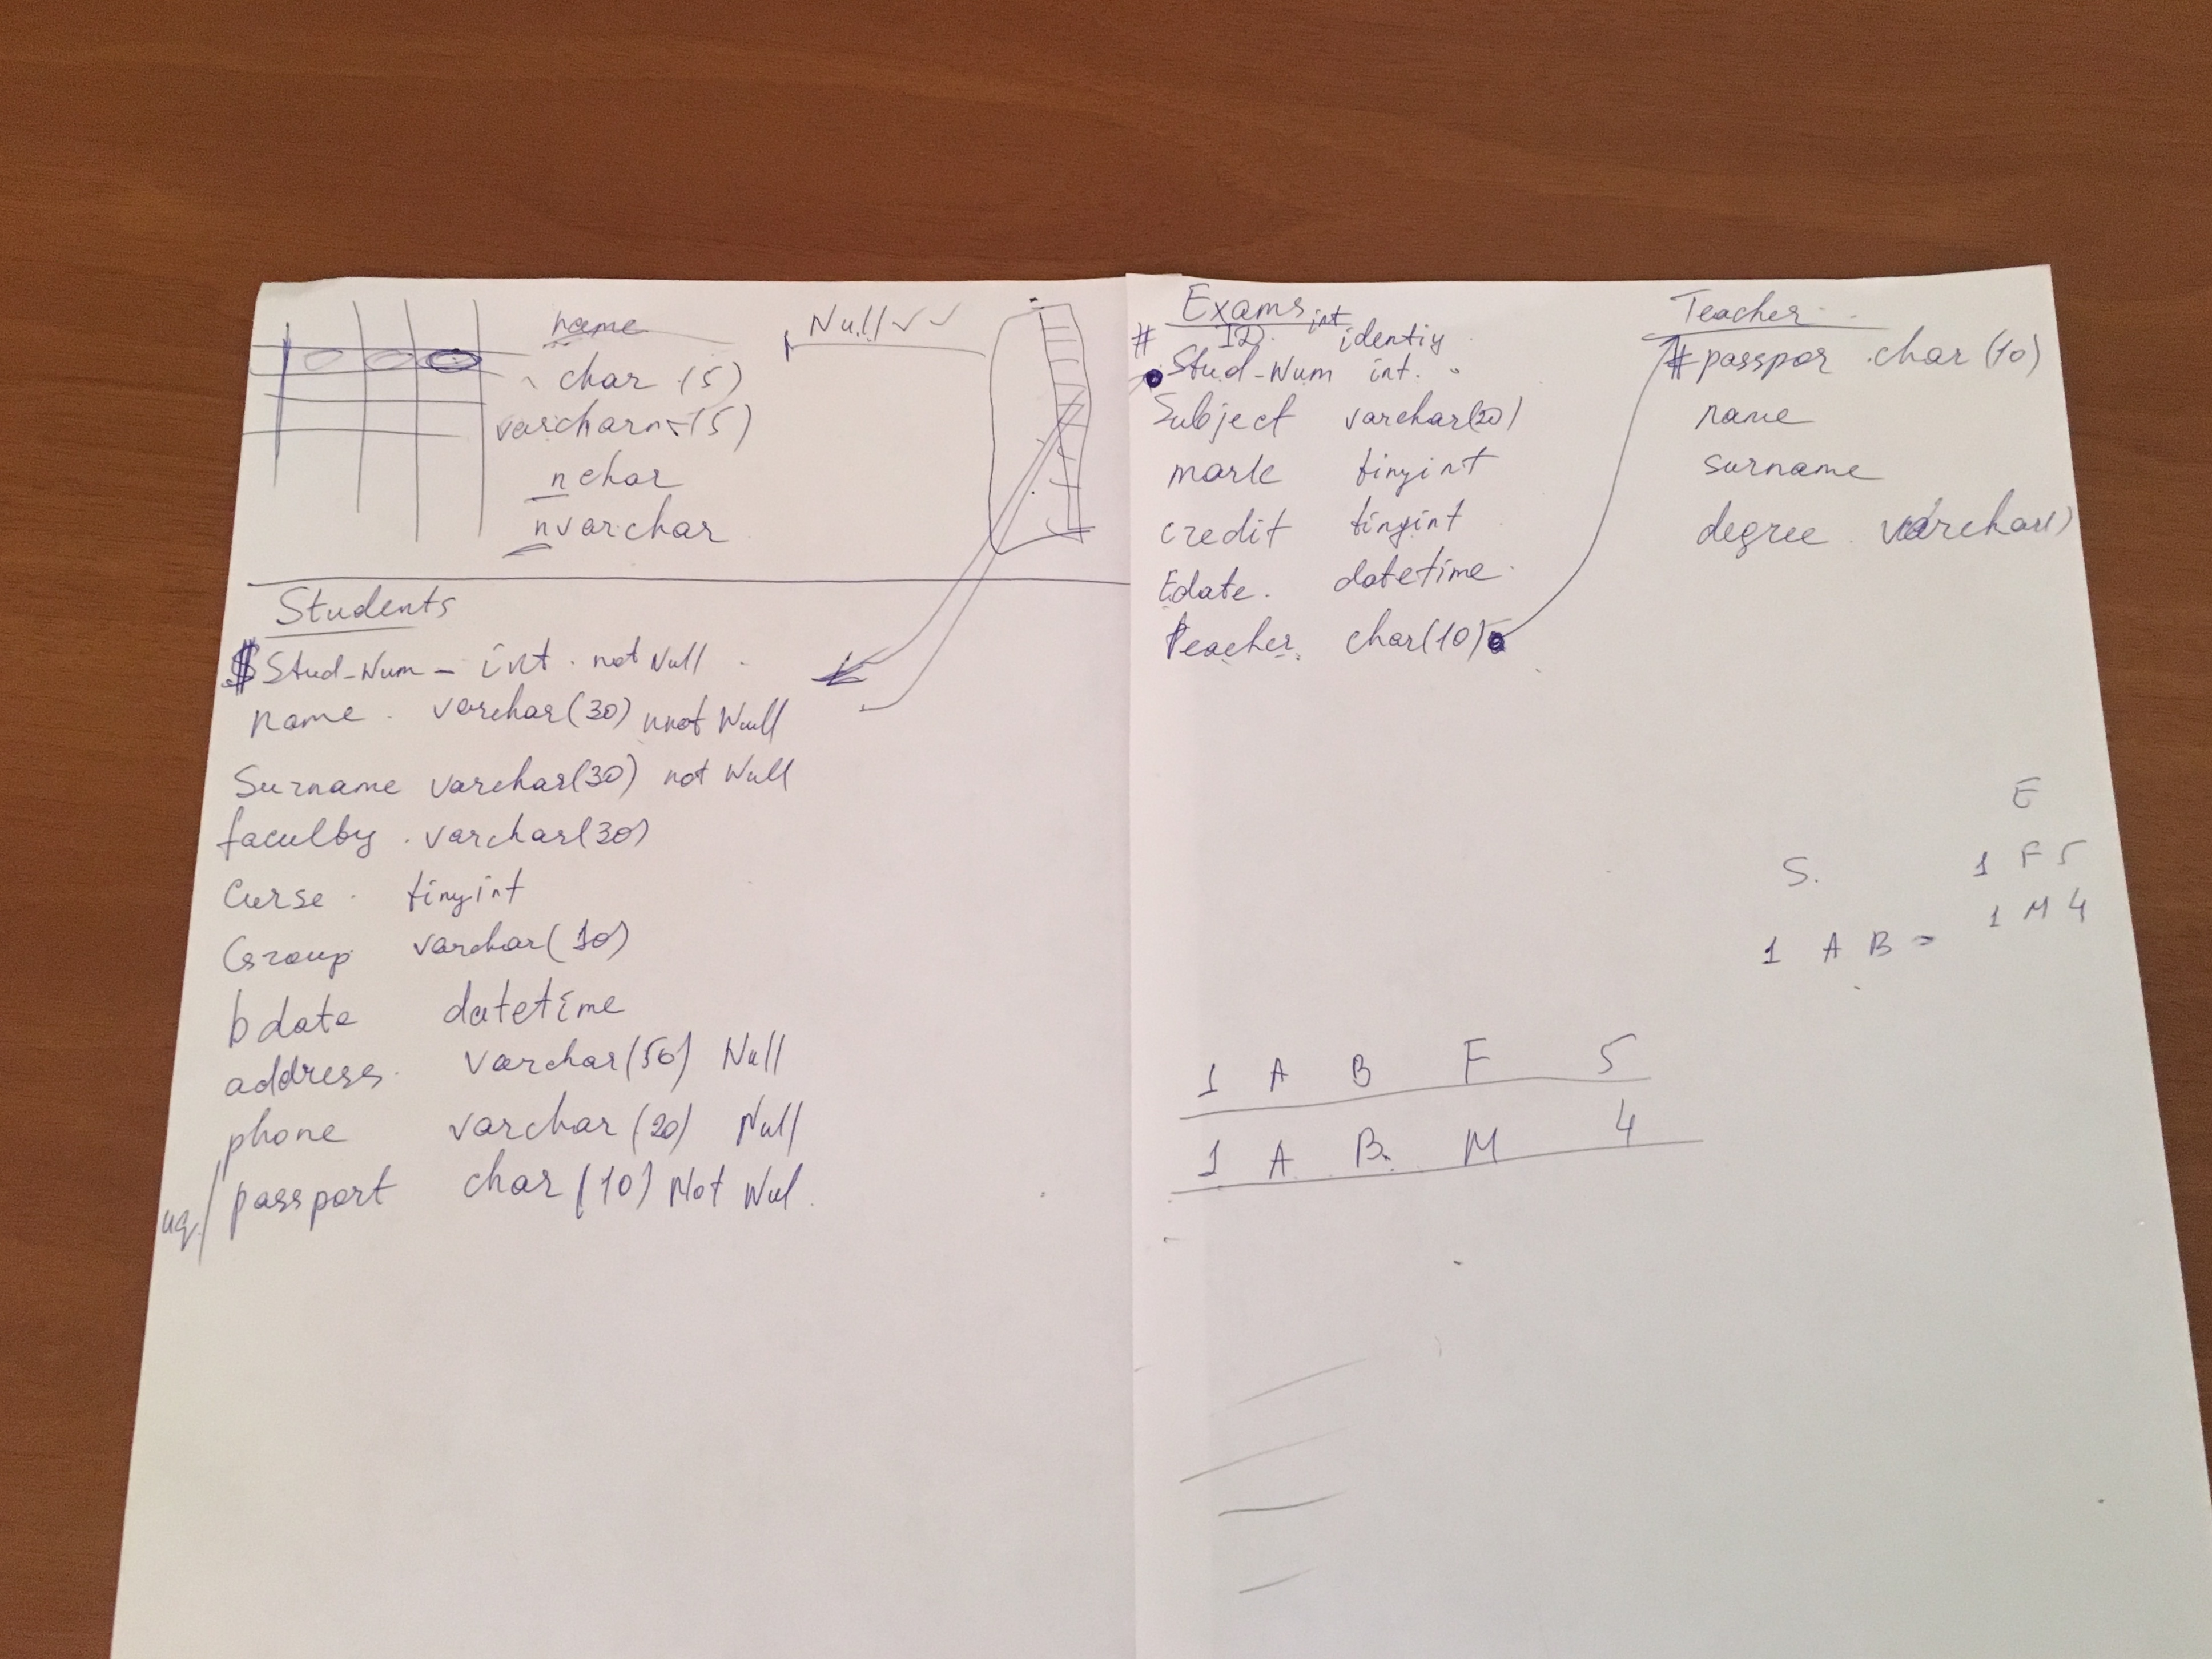 name
Null
char (5)
varchar (5)
nchar
nvarchar
Students
Stud-Num - int not Null
name varchar(30) nnot Null
Surname varchar(30) not Null
faculty varchar(30)
Curse tinyint
Group varchar(10)
bdate datetime
address varchar(50) Null
phone varchar(20) Null
uq/ passport char(10) Not Nul.
Exams
# ID int identiy
Stud-Num int.
Subject varchar(20)
mark tinyint
credit tinyint
Edate. datetime
teacher char(10)
Teacher
# passpor char(10)
name
surname
degree varchar()
E
S. 1 F 5
1 M 4
1 A B -
1 A B F 5
1 A B M 4